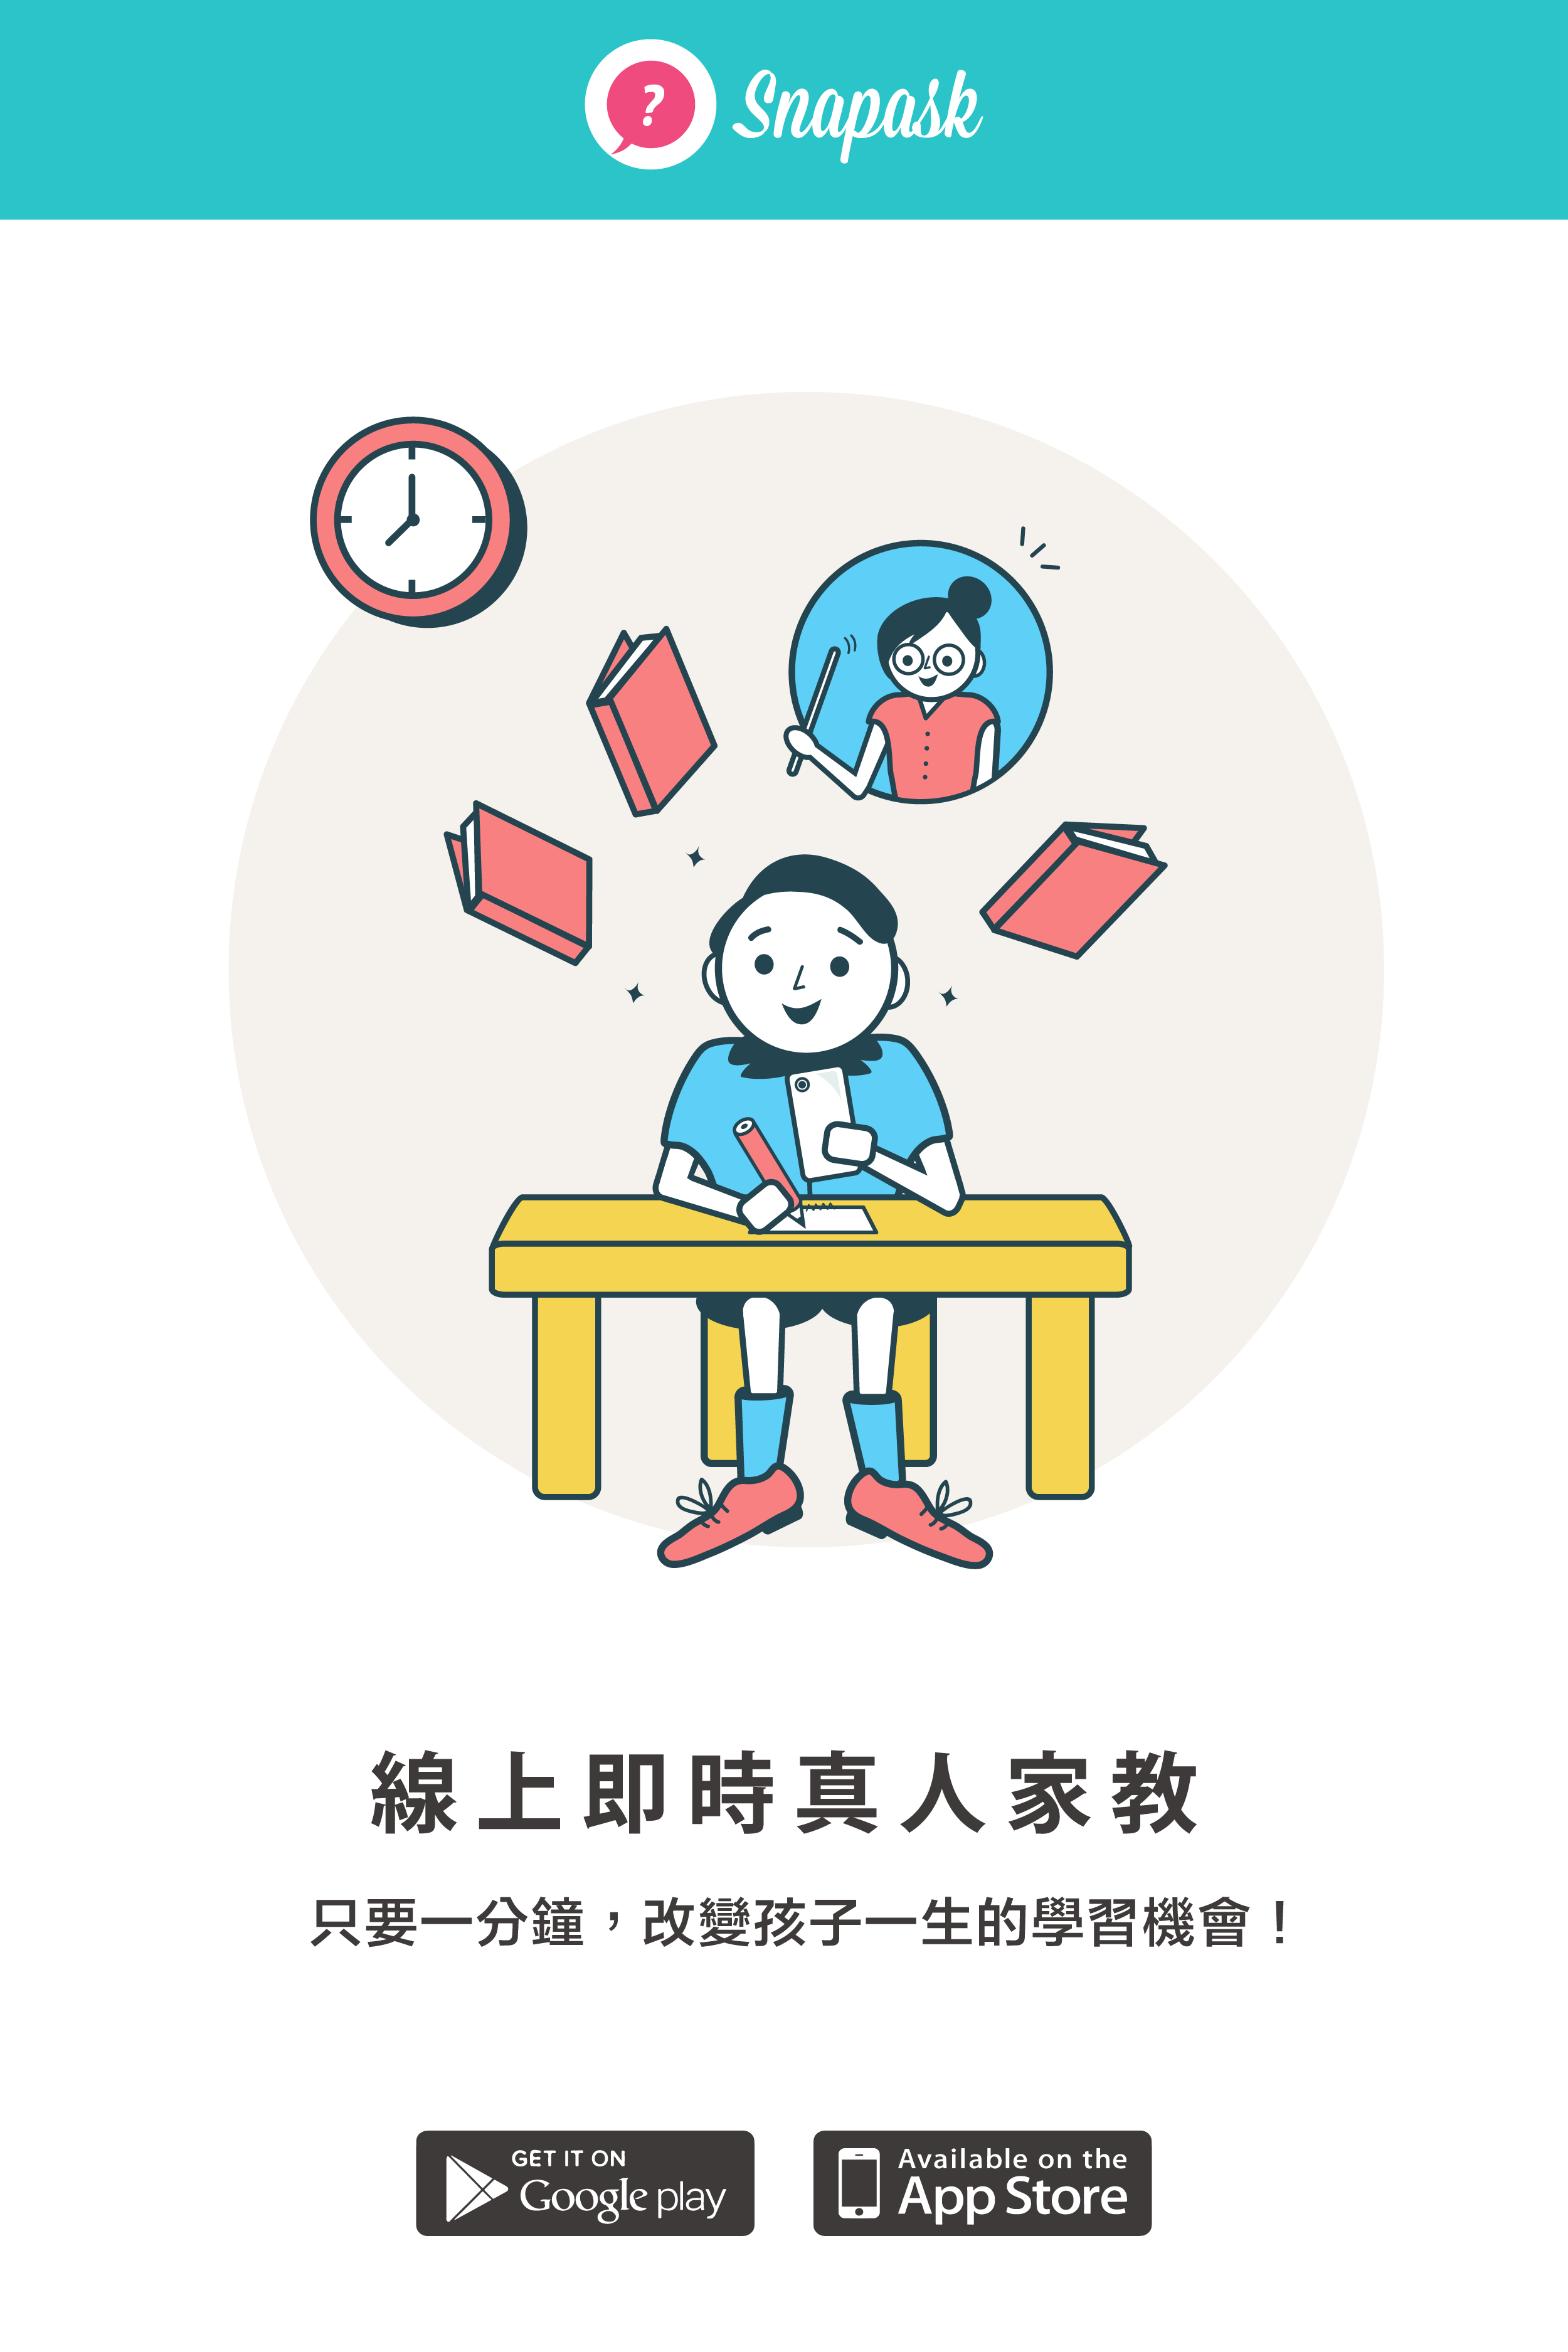 ?
Snapask
線上即時真人家教
只要一分鐘，改變孩子一生的學習機會！
GET IT ON
Google play
Available on the
App Store